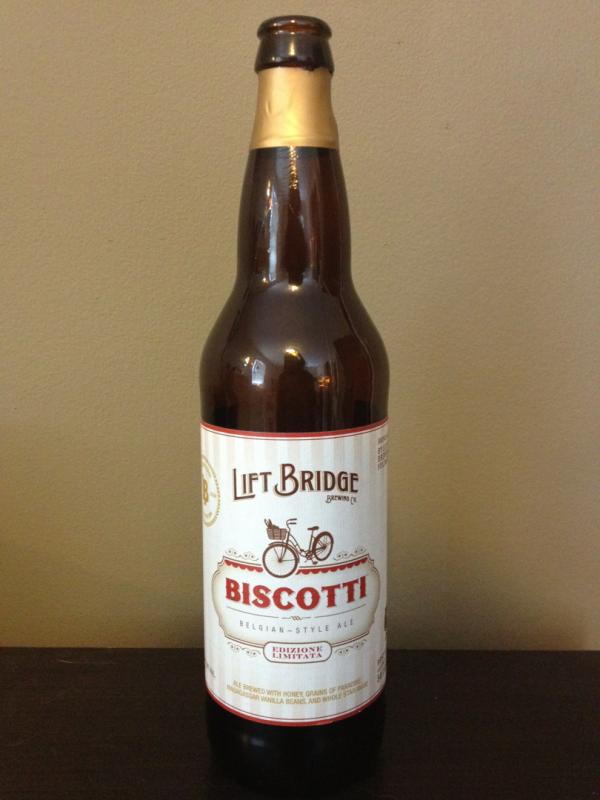 LIFT BRIDGE
BREWING CO.
BISCOTTI
BELGIAN-STYLE ALE
EDIZIONE
LIMITATA
ALE BREWED WITH HONEY, GRAINS OF PARADISE,
MADAGASCAR VANILLA BEANS, AND WHOLE STAR ANISE